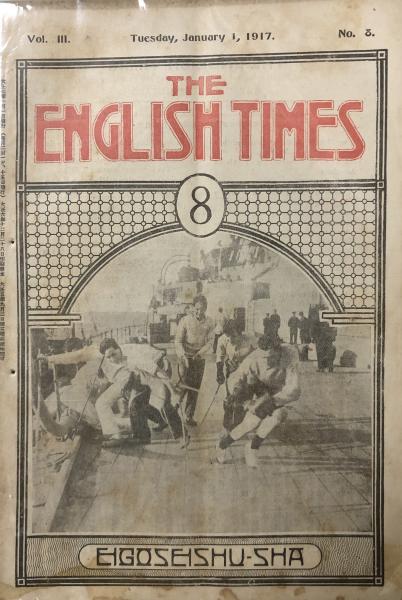 Vol. III. Tuesday, January 1, 1917. No. 8.
THE
ENGLISH TIMES
8
EIGOSEISHU-SHA